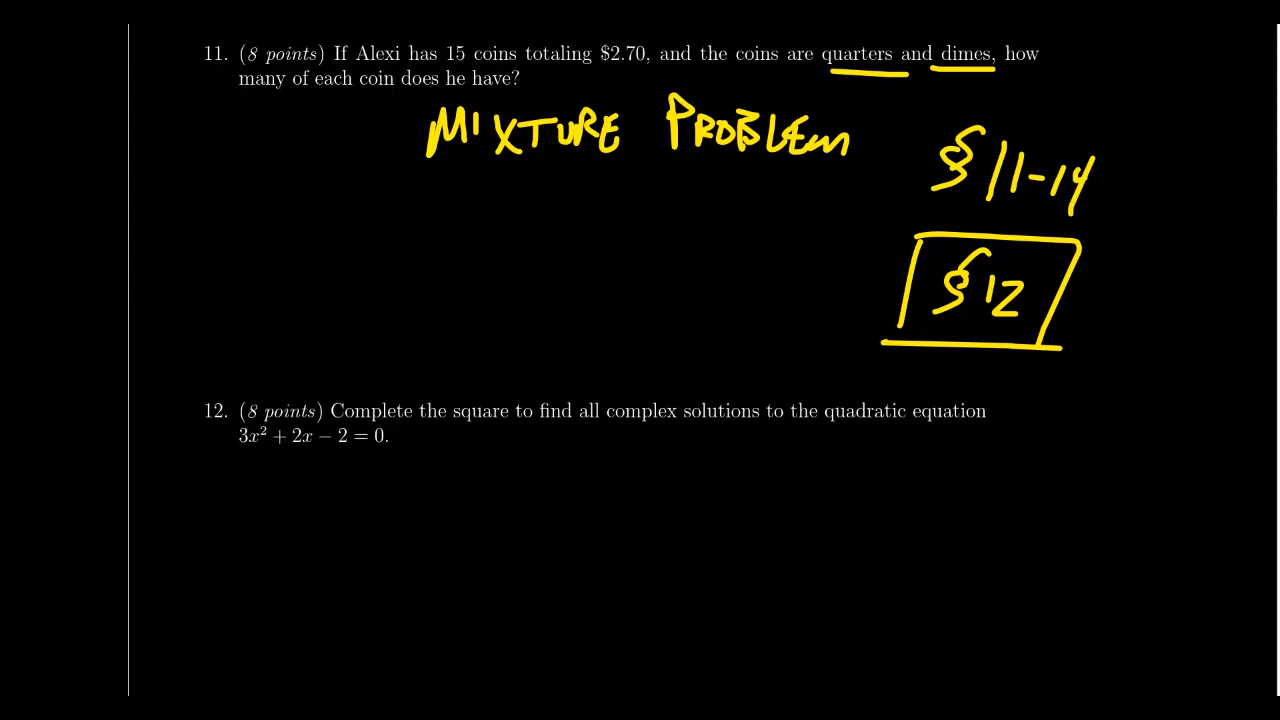 11. (8 points) If Alexi has 15 coins totaling $2.70, and the coins are quarters and dimes, how
many of each coin does he have?
MIXTURE PROBLEM
§ 11-14
§ 12
12. (8 points) Complete the square to find all complex solutions to the quadratic equation
3x² + 2x − 2 = 0.